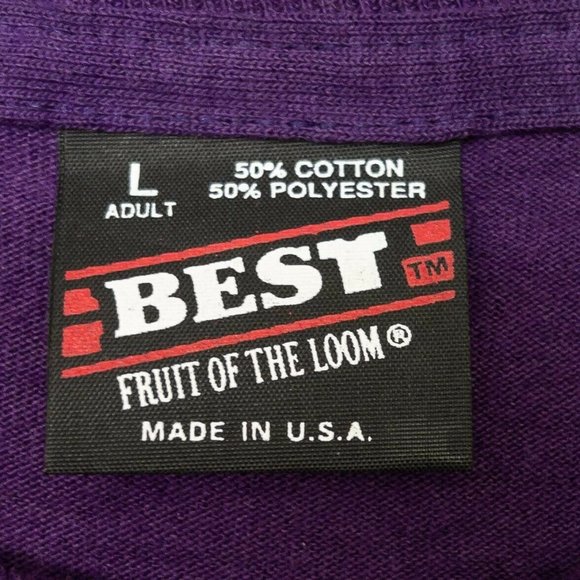 L
ADULT
50% COTTON
50% POLYESTER
BEST TM
FRUIT OF THE LOOM®
MADE IN U.S.A.